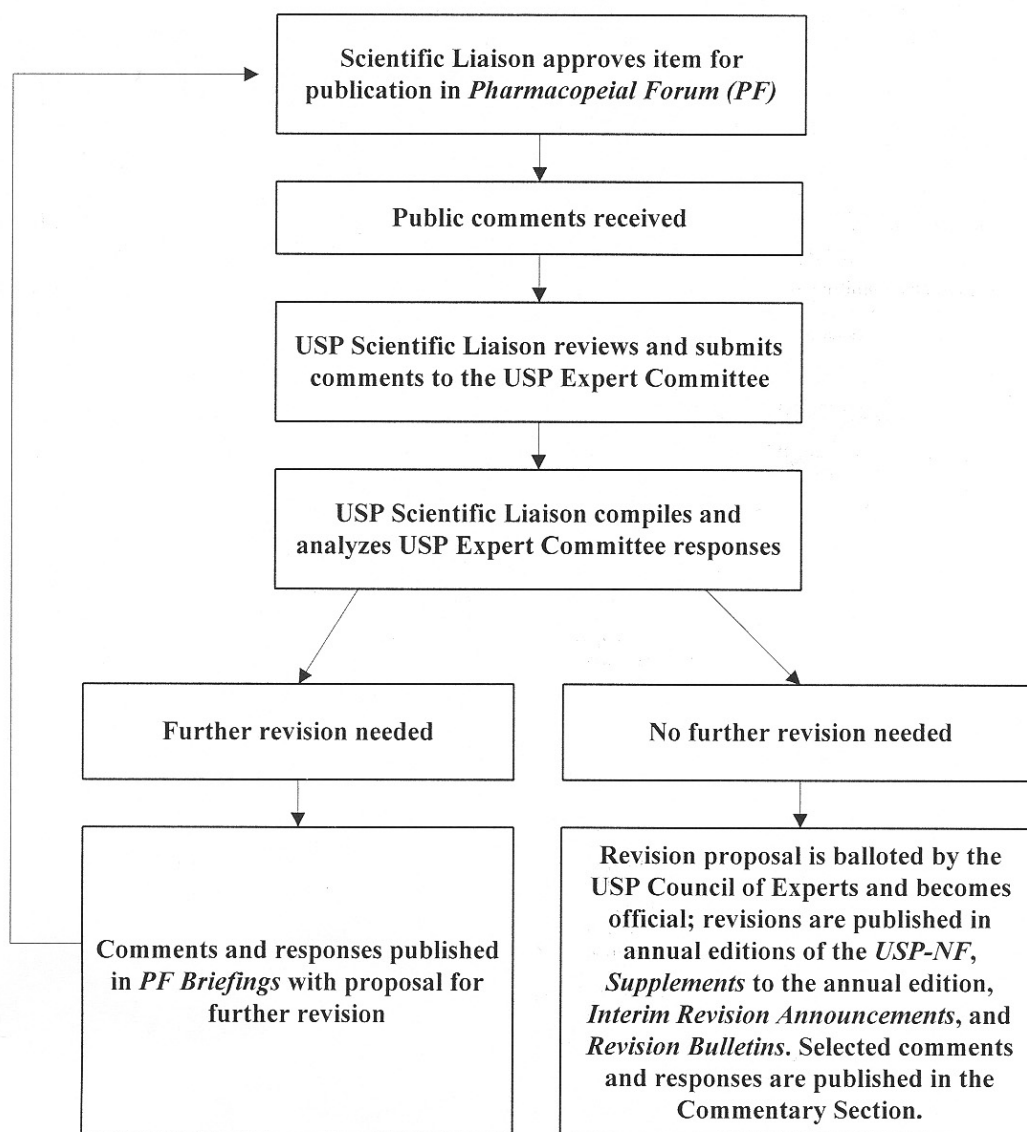 Scientific Liaison approves item for
publication in Pharmacopeial Forum (PF)
Public comments received
USP Scientific Liaison reviews and submits
comments to the USP Expert Committee
USP Scientific Liaison compiles and
analyzes USP Expert Committee responses
Further revision needed
No further revision needed
Comments and responses published
in PF Briefings with proposal for
further revision
Revision proposal is balloted by the
USP Council of Experts and becomes
official; revisions are published in
annual editions of the USP-NF,
Supplements to the annual edition,
Interim Revision Announcements, and
Revision Bulletins. Selected comments
and responses are published in the
Commentary Section.